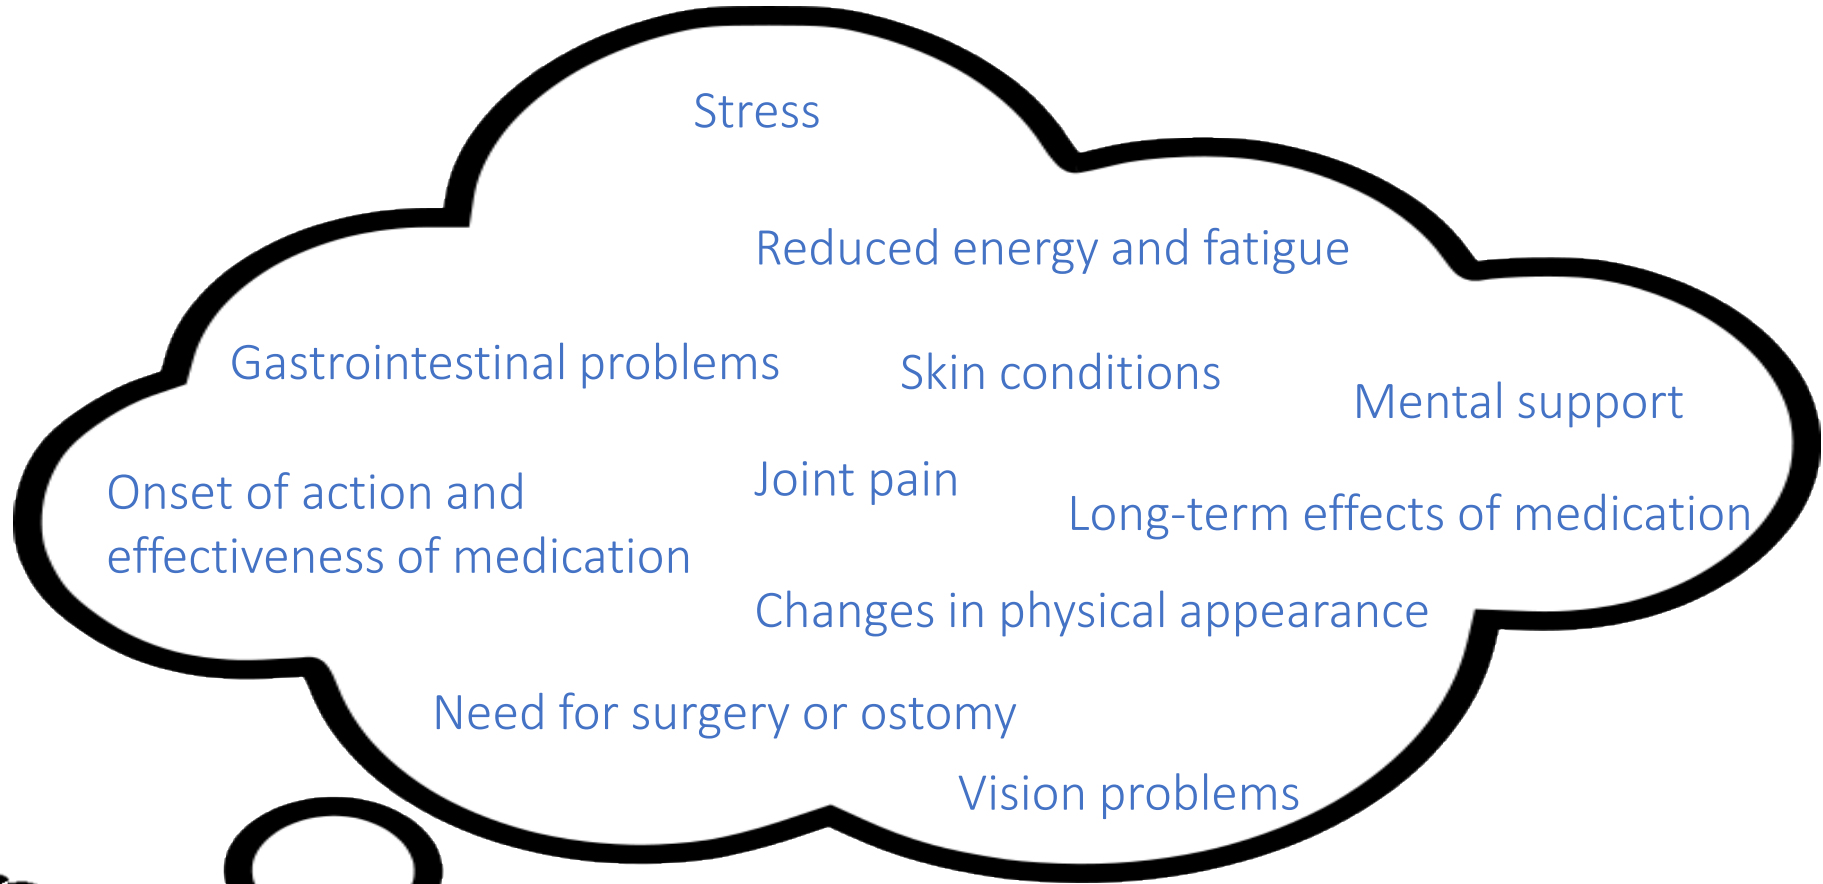 Stress
Reduced energy and fatigue
Gastrointestinal problems
Skin conditions
Mental support
Onset of action and
effectiveness of medication
Joint pain
Long-term effects of medication
Changes in physical appearance
Need for surgery or ostomy
Vision problems